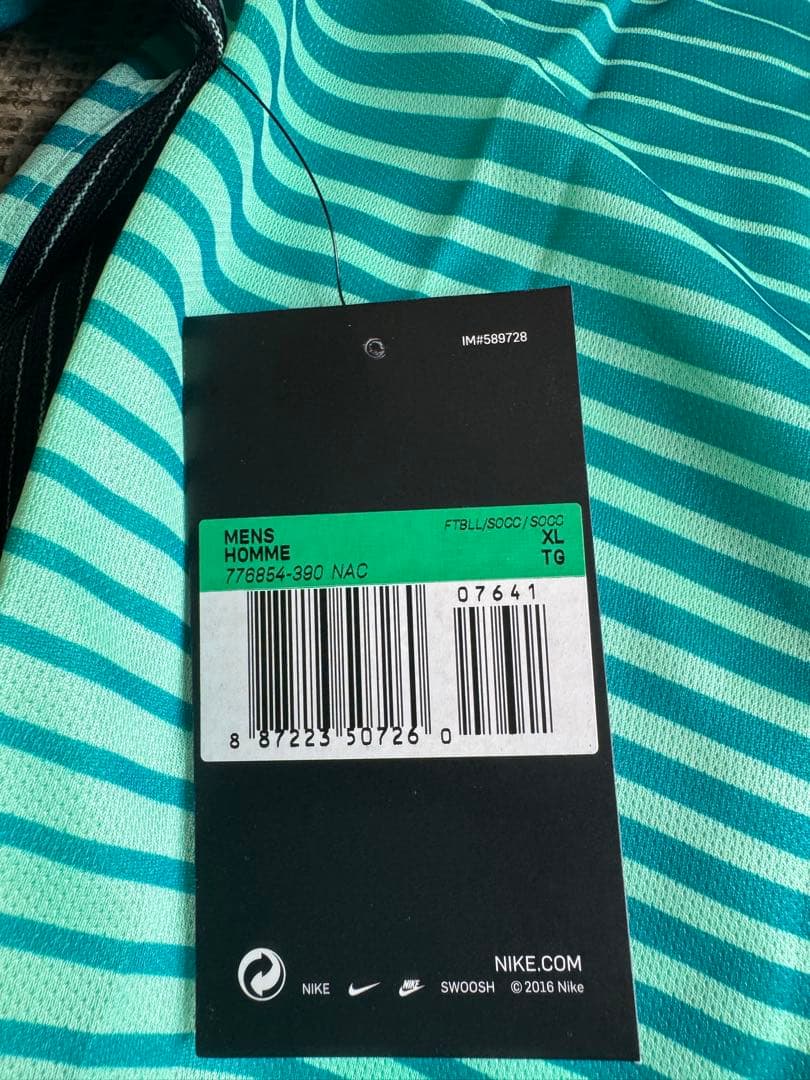 IM#589728
FTBLL/SOCC/SOCC
MENS XL
HOMME TG
776854-390 NAC
07641
8 87223 50726 0
NIKE.COM
NIKE NIKE SWOOSH © 2016 Nike